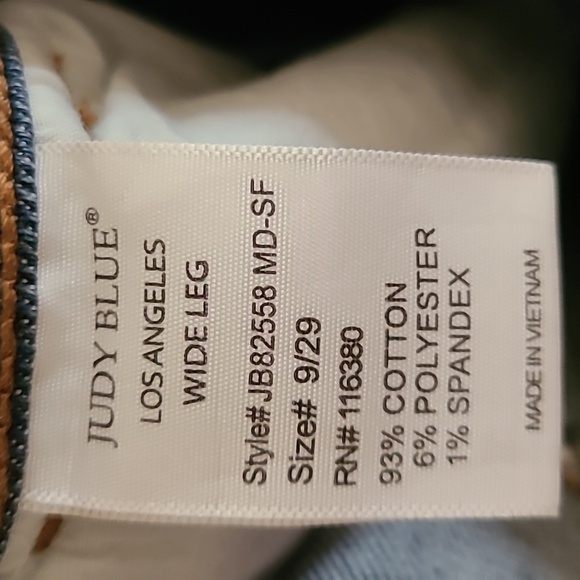 JUDY BLUE®
LOS ANGELES
WIDE LEG
Style# JB82558 MD-SF
Size# 9/29
RN# 116380
93% COTTON
6% POLYESTER
1% SPANDEX
MADE IN VIETNAM